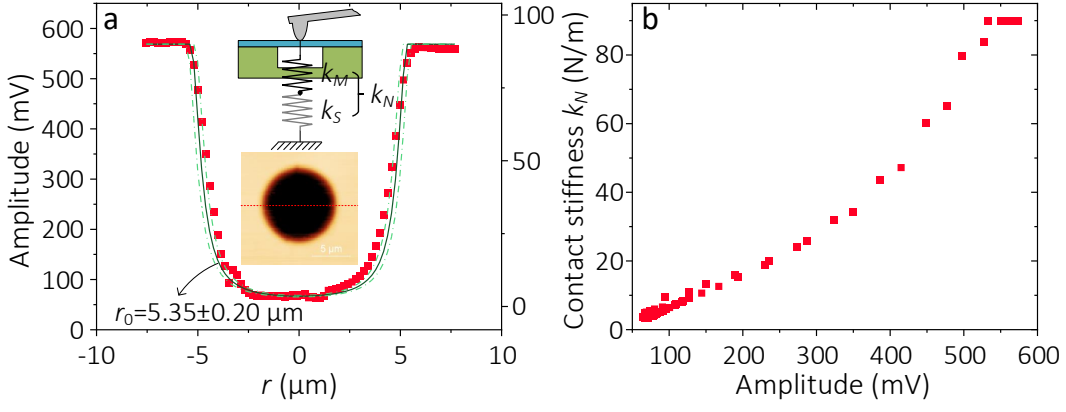 a
600
500
400
300
200
100
0
Amplitude (mV)
-10
-5
0
5
10
r (μm)
100
50
0
k_M
k_S
k_N
5 μm
r₀=5.35±0.20 μm
b
80
60
40
20
0
Contact stiffness k_N (N/m)
100
200
300
400
500
600
Amplitude (mV)